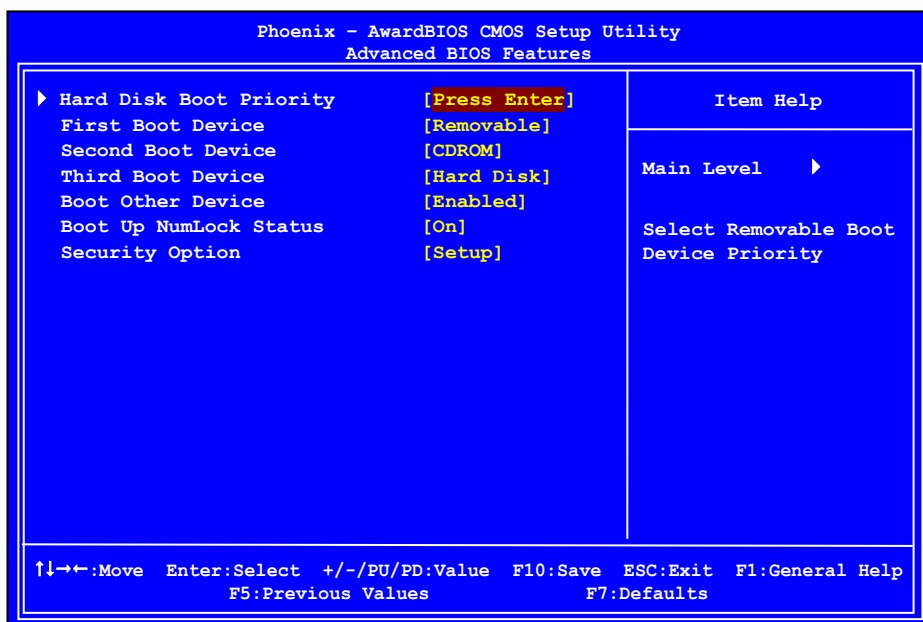 Phoenix – AwardBIOS CMOS Setup Utility
Advanced BIOS Features
Hard Disk Boot Priority [Press Enter]
First Boot Device [Removable]
Second Boot Device [CDROM]
Third Boot Device [Hard Disk]
Boot Other Device [Enabled]
Boot Up NumLock Status [On]
Security Option [Setup]
Item Help
Main Level
Select Removable Boot
Device Priority
↑↓→←:Move Enter:Select +/-/PU/PD:Value F10:Save ESC:Exit F1:General Help
F5:Previous Values F7:Defaults